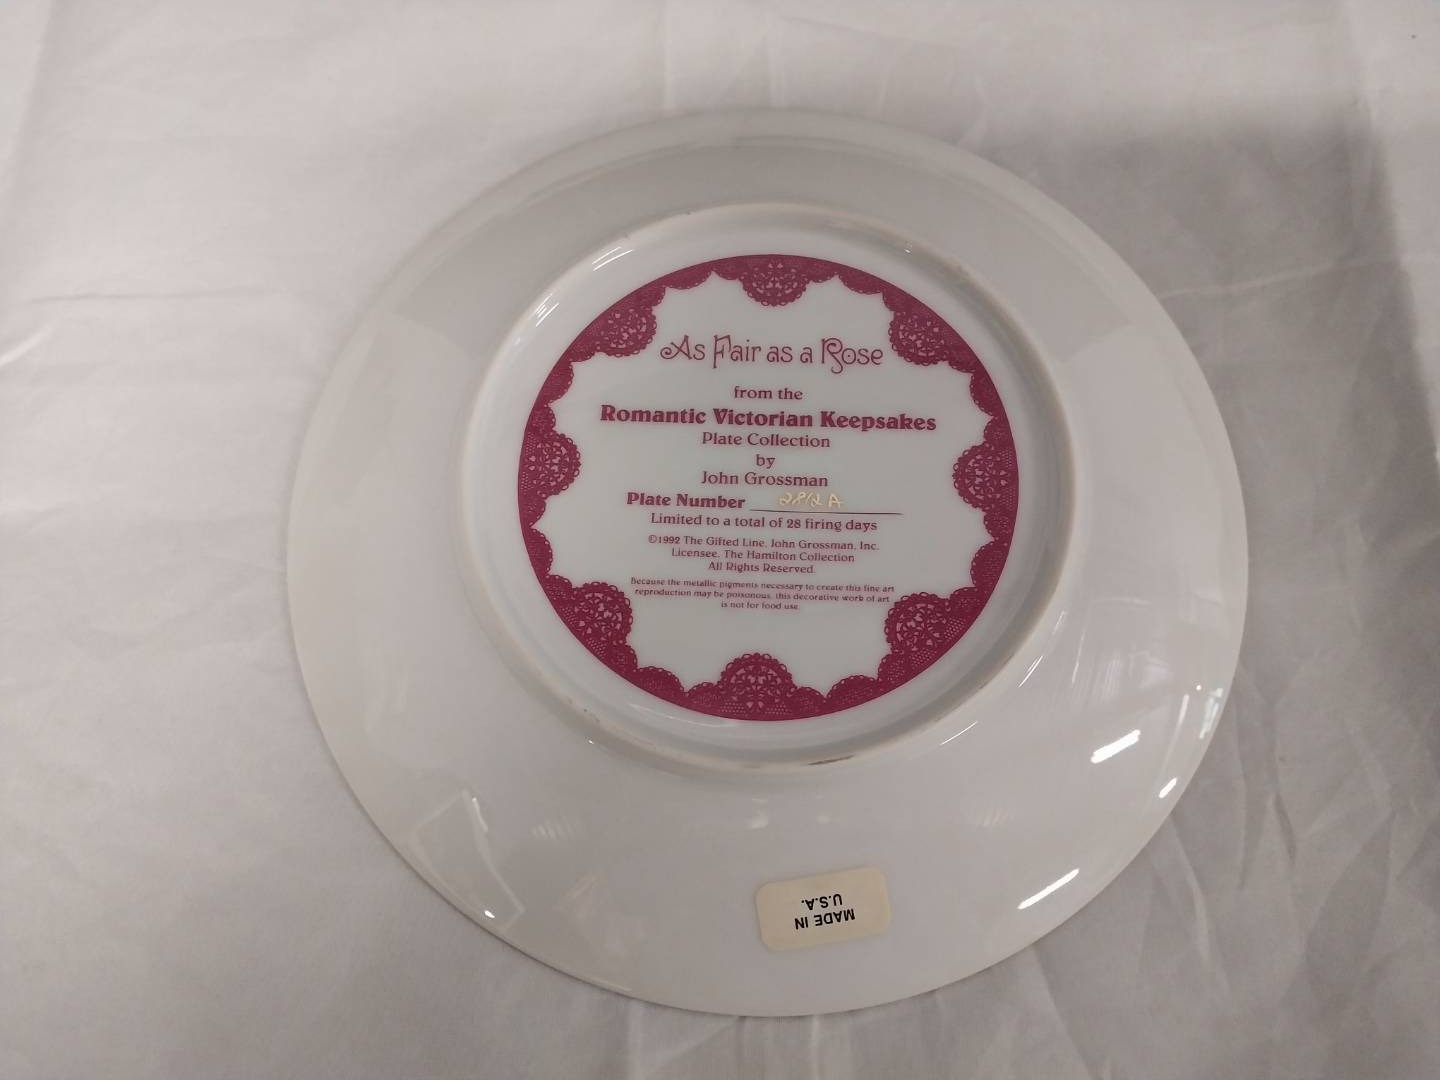 As Fair as a Rose
from the
Romantic Victorian Keepsakes
Plate Collection
by
John Grossman
Plate Number 2812 A
Limited to a total of 28 firing days
©1992 The Gifted Line, John Grossman, Inc.
Licensee, The Hamilton Collection
All Rights Reserved.
Because the metallic pigments necessary to create this fine art
reproduction may be poisonous, this decorative work of art
is not for food use.
MADE IN
U.S.A.